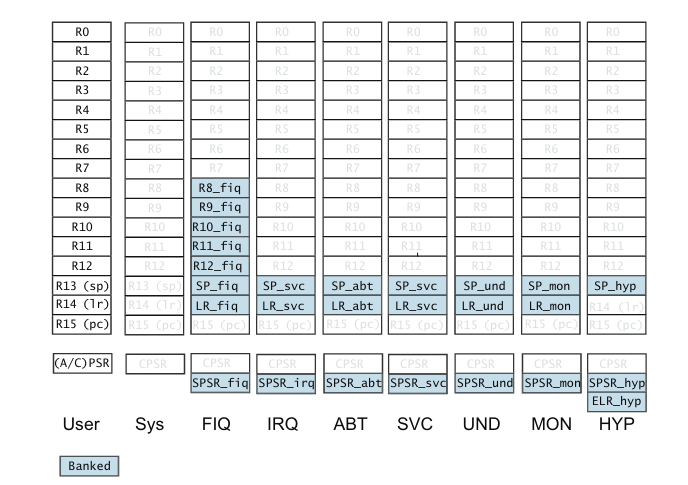 R0 R0 R0 R0 R0 R0 R0 R0 R0
R1 R1 R1 R1 R1 R1 R1 R1 R1
R2 R2 R2 R2 R2 R2 R2 R2 R2
R3 R3 R3 R3 R3 R3 R3 R3 R3
R4 R4 R4 R4 R4 R4 R4 R4 R4
R5 R5 R5 R5 R5 R5 R5 R5 R5
R6 R6 R6 R6 R6 R6 R6 R6 R6
R7 R7 R7 R7 R7 R7 R7 R7 R7
R8 R8 R8_fiq R8 R8 R8 R8 R8 R8
R9 R9 R9_fiq R9 R9 R9 R9 R9 R9
R10 R10 R10_fiq R10 R10 R10 R10 R10 R10
R11 R11 R11_fiq R11 R11 R11 R11 R11 R11
R12 R12 R12_fiq R12 R12 R12 R12 R12 R12
R13 (sp) R13 (sp) SP_fiq SP_svc SP_abt SP_svc SP_und SP_mon SP_hyp
R14 (lr) R14 (lr) LR_fiq LR_svc LR_abt LR_svc LR_und LR_mon R14 (lr)
R15 (pc) R15 (pc) R15 (pc) R15 (pc) R15 (pc) R15 (pc) R15 (pc) R15 (pc) R15 (pc)
(A/C)PSR CPSR CPSR CPSR CPSR CPSR CPSR CPSR CPSR
SPSR_fiq SPSR_irq SPSR_abt SPSR_svc SPSR_und SPSR_mon SPSR_hyp
ELR_hyp
User Sys FIQ IRQ ABT SVC UND MON HYP
Banked